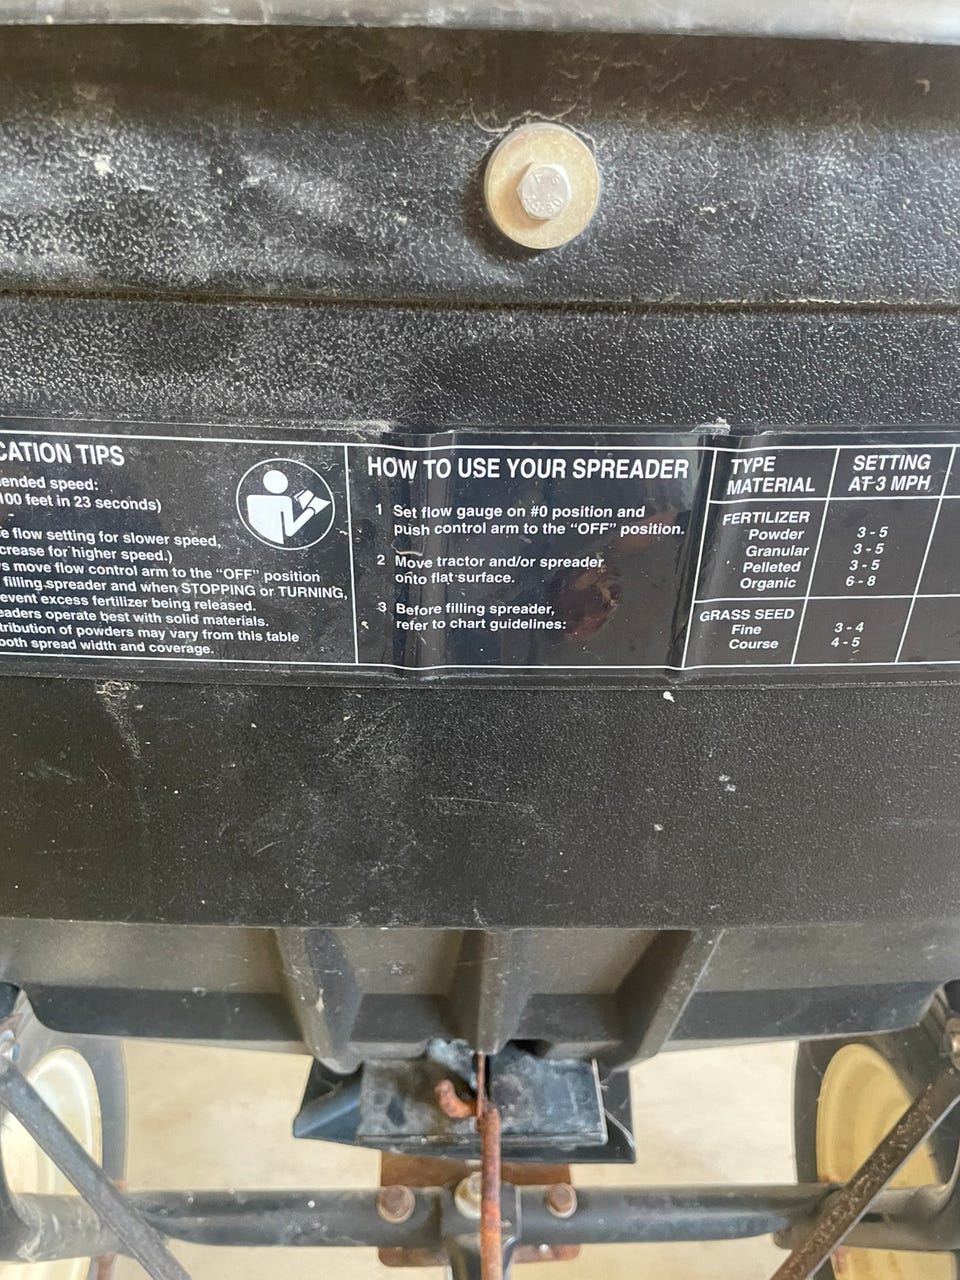 CATION TIPS
ended speed:
100 feet in 23 seconds)
e flow setting for slower speed,
crease for higher speed.)
s move flow control arm to the “OFF” position
filling spreader and when STOPPING or TURNING,
event excess fertilizer being released.
eaders operate best with solid materials.
tribution of powders may vary from this table
ooth spread width and coverage.
HOW TO USE YOUR SPREADER
1 Set flow gauge on #0 position and
push control arm to the “OFF” position.
2 Move tractor and/or spreader
onto flat surface.
3 Before filling spreader,
refer to chart guidelines:
TYPE MATERIAL
SETTING AT 3 MPH
FERTILIZER
Powder 3 - 5
Granular 3 - 5
Pelleted 3 - 5
Organic 6 - 8
GRASS SEED
Fine 3 - 4
Course 4 - 5